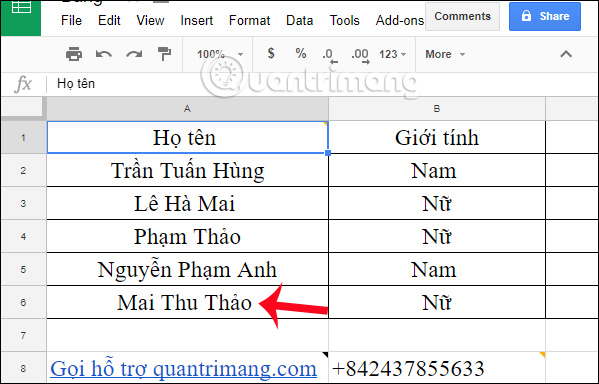 File Edit View Insert Format Tools Add-ons
Comments Share
100% $ % .0 .00 123 More
Quantrimang
fx Họ tên
A B
1 Họ tên Giới tính
2 Trần Tuấn Hùng Nam
3 Lê Hà Mai Nữ
4 Phạm Thảo Nữ
5 Nguyễn Phạm Anh Nam
6 Mai Thu Thảo Nữ
7
8 Gọi hỗ trợ quantrimang.com +842437855633